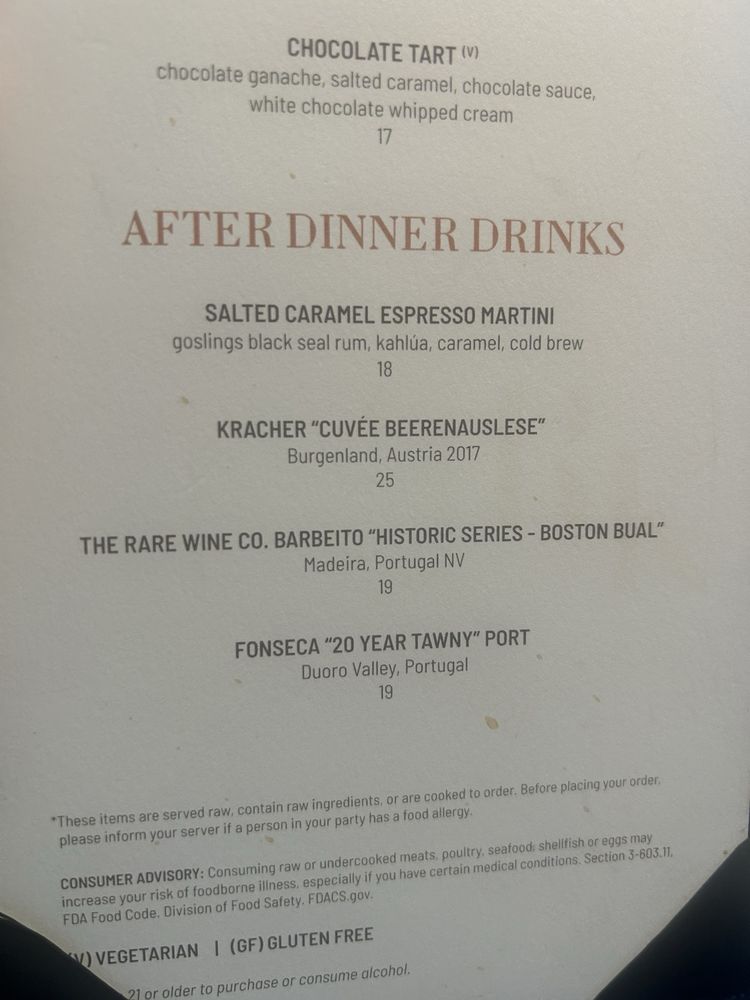 CHOCOLATE TART (V)
chocolate ganache, salted caramel, chocolate sauce,
white chocolate whipped cream
17
AFTER DINNER DRINKS
SALTED CARAMEL ESPRESSO MARTINI
goslings black seal rum, kahlúa, caramel, cold brew
18
KRACHER “CUVÉE BEERENAUSLESE”
Burgenland, Austria 2017
25
THE RARE WINE CO. BARBEITO “HISTORIC SERIES - BOSTON BUAL”
Madeira, Portugal NV
19
FONSECA “20 YEAR TAWNY” PORT
Duoro Valley, Portugal
19
*These items are served raw, contain raw ingredients, or are cooked to order. Before placing your order,
please inform your server if a person in your party has a food allergy.
CONSUMER ADVISORY: Consuming raw or undercooked meats, poultry, seafood, shellfish or eggs may
increase your risk of foodborne illness, especially if you have certain medical conditions. Section 3-603.11,
FDA Food Code. Division of Food Safety. FDACS.gov.
(V) VEGETARIAN | (GF) GLUTEN FREE
21 or older to purchase or consume alcohol.